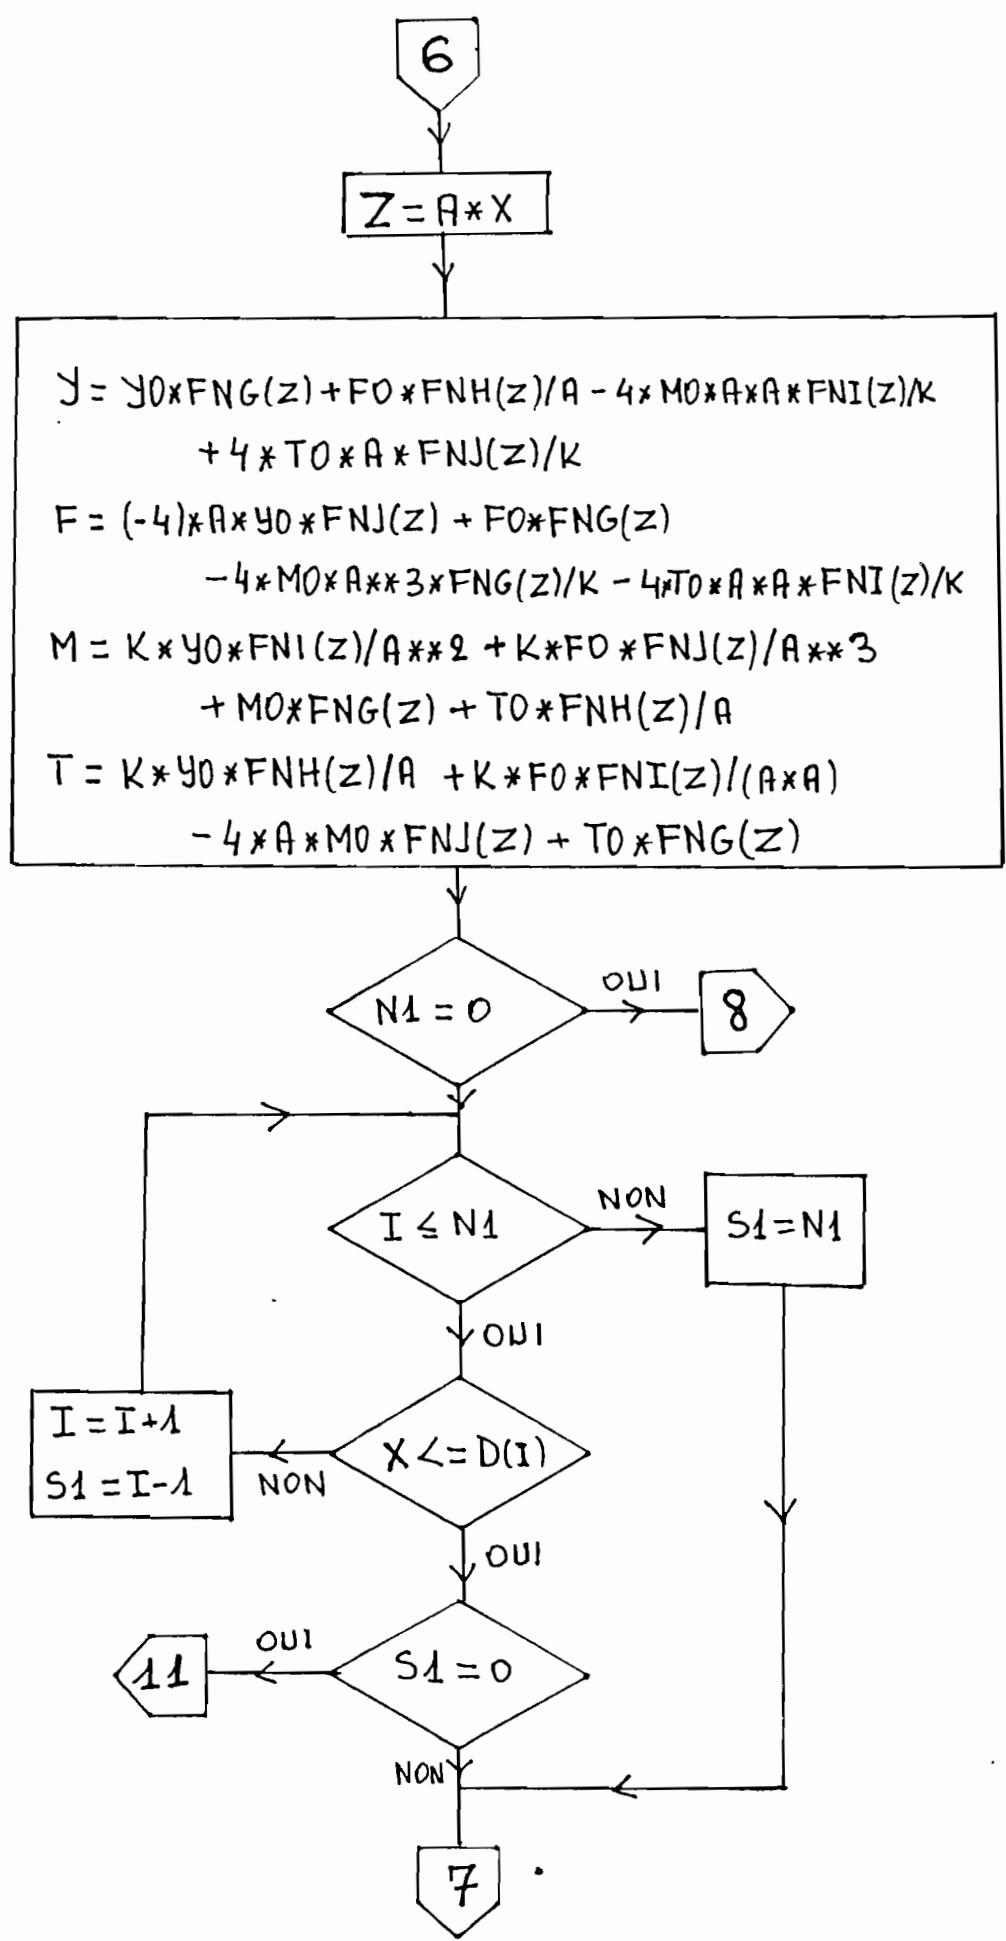 6
Z=A*X
Y= Y0*FNG(Z)+F0*FNH(Z)/A-4*M0*A*A*FNI(Z)/K
+4*T0*A*FNJ(Z)/K
F= (-4)*A*Y0*FNJ(Z)+F0*FNG(Z)
-4*M0*A**3*FNG(Z)/K-4*T0*A*A*FNI(Z)/K
M= K*Y0*FNI(Z)/A**2+K*F0*FNJ(Z)/A**3
+M0*FNG(Z)+T0*FNH(Z)/A
T= K*Y0*FNH(Z)/A +K*F0*FNI(Z)/(A*A)
-4*A*M0*FNJ(Z)+T0*FNG(Z)
N1=0
OUI
8
I≤N1
NON
S1=N1
OUI
I=I+1
S1=I-1
NON
X<=D(I)
OUI
11
OUI
S1=0
NON
7